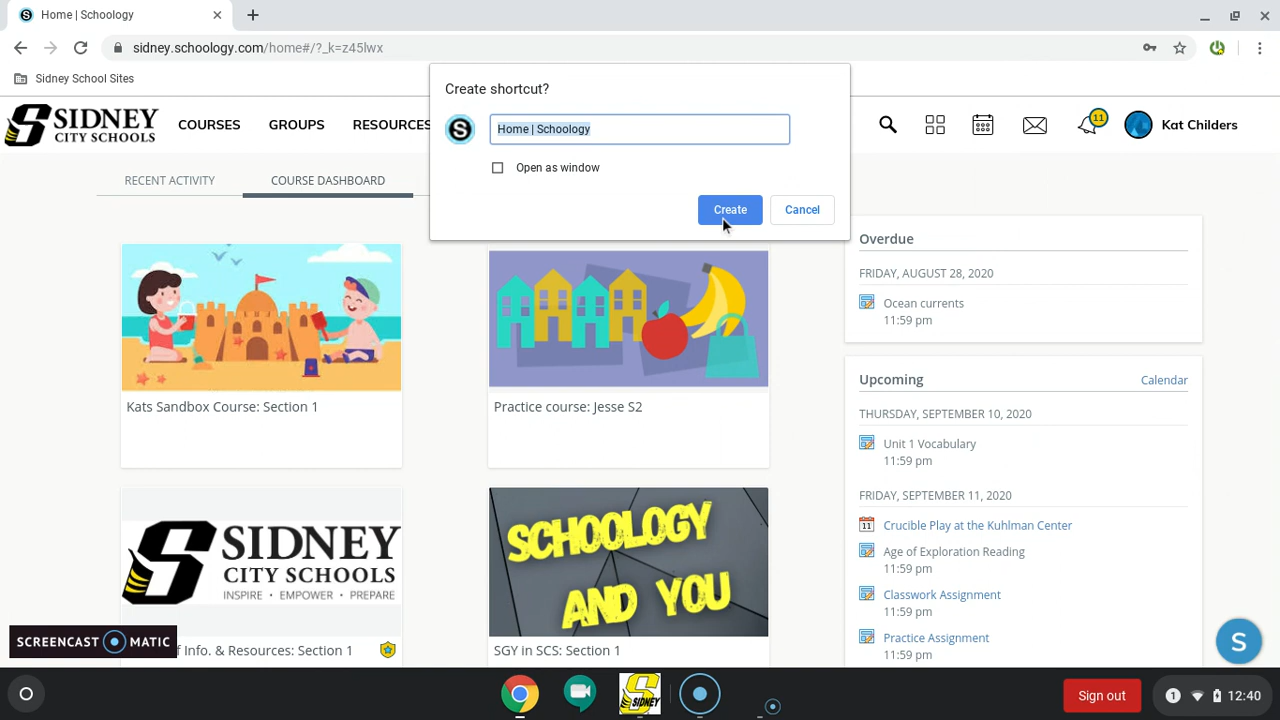 Home | Schoology
sidney.schoology.com/home#/?_k=z45lwx
Sidney School Sites
SIDNEY
CITY SCHOOLS
COURSES
GROUPS
RESOURCES
11
Kat Childers
Create shortcut?
Home | Schoology
Open as window
Create
Cancel
RECENT ACTIVITY
COURSE DASHBOARD
Kats Sandbox Course: Section 1
Practice course: Jesse S2
SIDNEY
CITY SCHOOLS
INSPIRE • EMPOWER • PREPARE
f Info. & Resources: Section 1
SCHOOLOGY
AND YOU
SGY in SCS: Section 1
Overdue
FRIDAY, AUGUST 28, 2020
Ocean currents
11:59 pm
Upcoming
Calendar
THURSDAY, SEPTEMBER 10, 2020
Unit 1 Vocabulary
11:59 pm
FRIDAY, SEPTEMBER 11, 2020
11
Crucible Play at the Kuhlman Center
Age of Exploration Reading
11:59 pm
Classwork Assignment
11:59 pm
Practice Assignment
11:59 pm
S
SCREENCAST MATIC
SIDNEY
Sign out
1
12:40